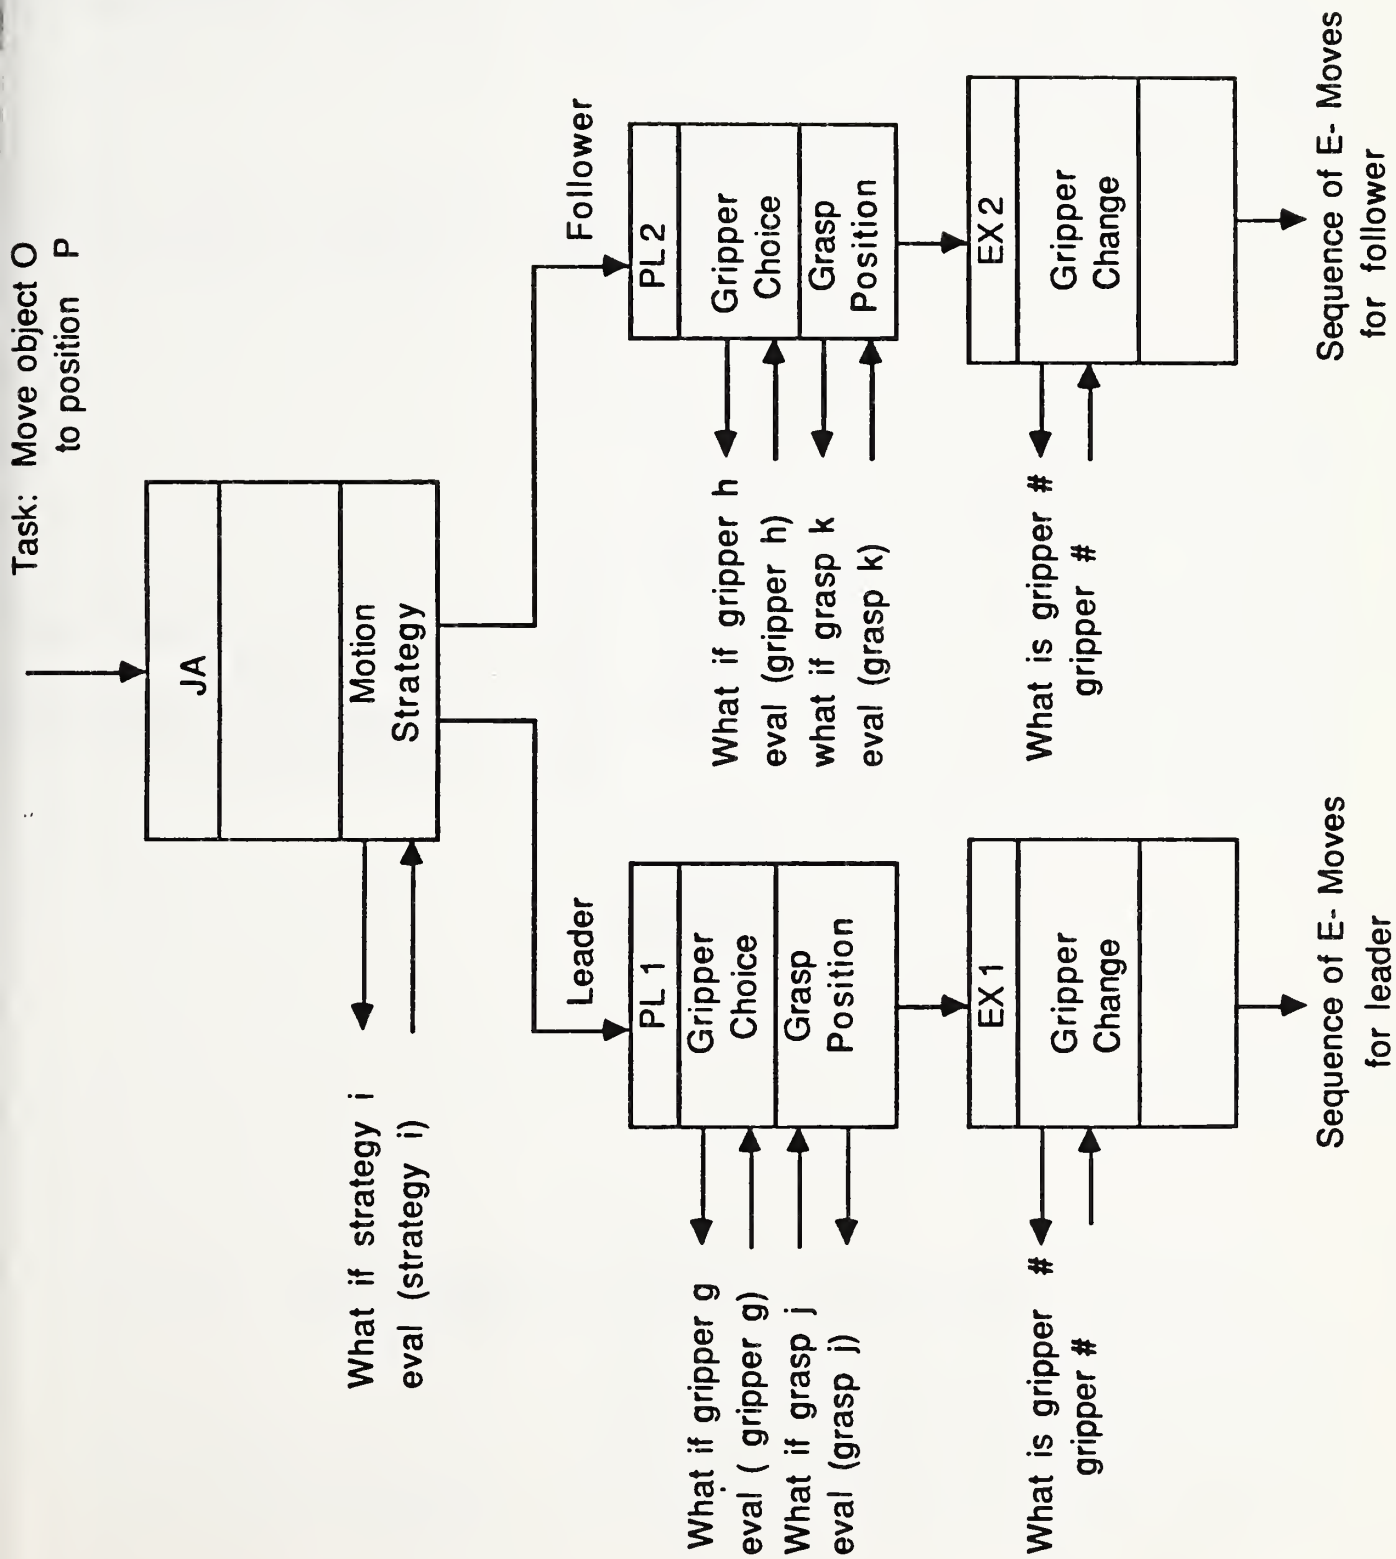 Task: Move object O
to position P
JA
Motion
Strategy
What if strategy i
eval (strategy i)
Leader
Follower
PL 1
Gripper
Choice
Grasp
Position
What if gripper g
eval ( gripper g)
What if grasp j
eval (grasp j)
PL 2
Gripper
Choice
Grasp
Position
What if gripper h
eval (gripper h)
what if grasp k
eval (grasp k)
EX 1
Gripper
Change
What is gripper #
gripper #
EX 2
Gripper
Change
What is gripper #
gripper #
Sequence of E- Moves
for leader
Sequence of E- Moves
for follower